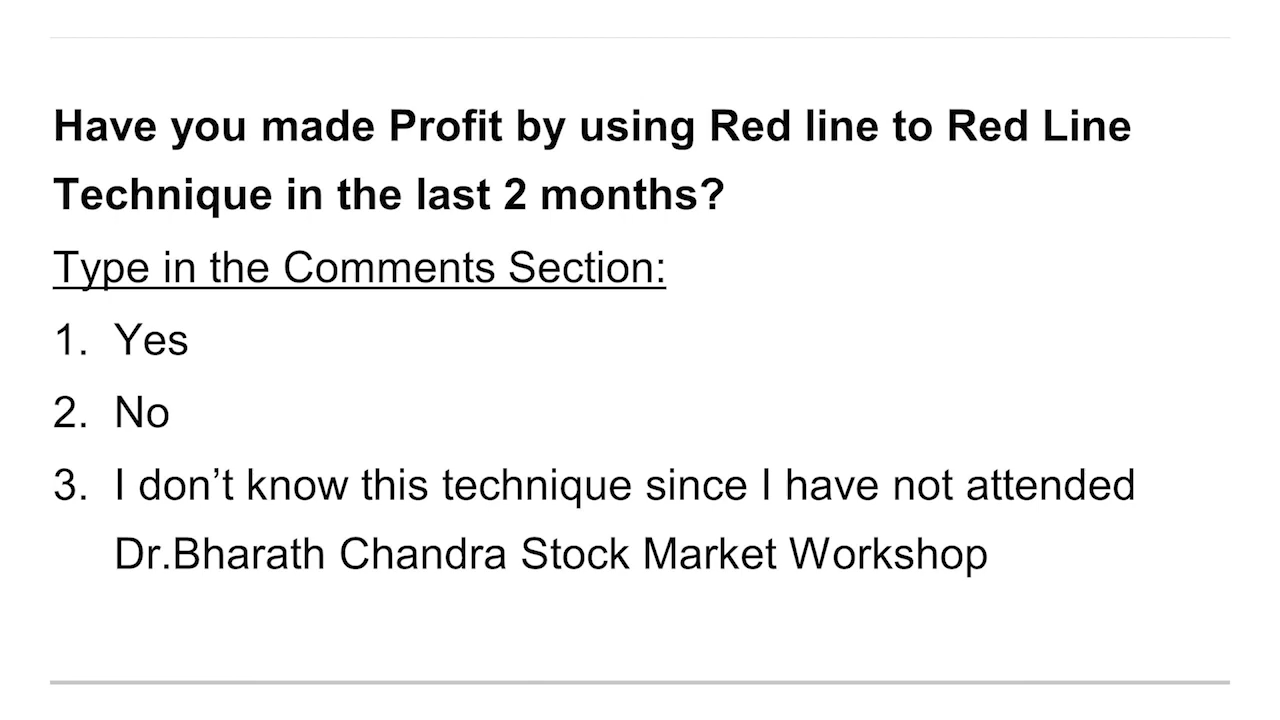 Have you made Profit by using Red line to Red Line
Technique in the last 2 months?
Type in the Comments Section:
1. Yes
2. No
3. I don’t know this technique since I have not attended
Dr.Bharath Chandra Stock Market Workshop